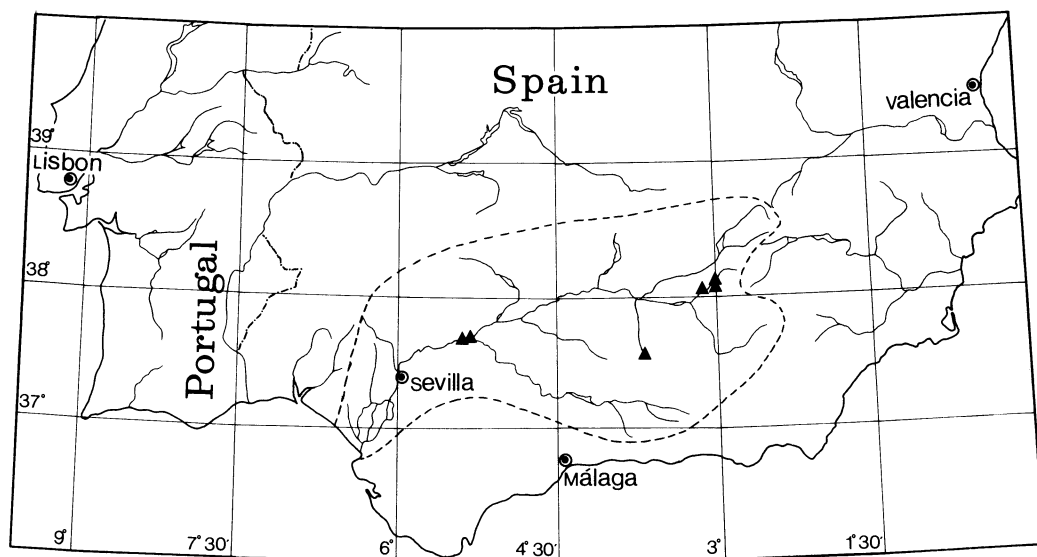 Spain
Valencia
39°
Lisbon
38°
Portugal
Sevilla
37°
Málaga
9°
7° 30'
6°
4° 30'
3°
1° 30'